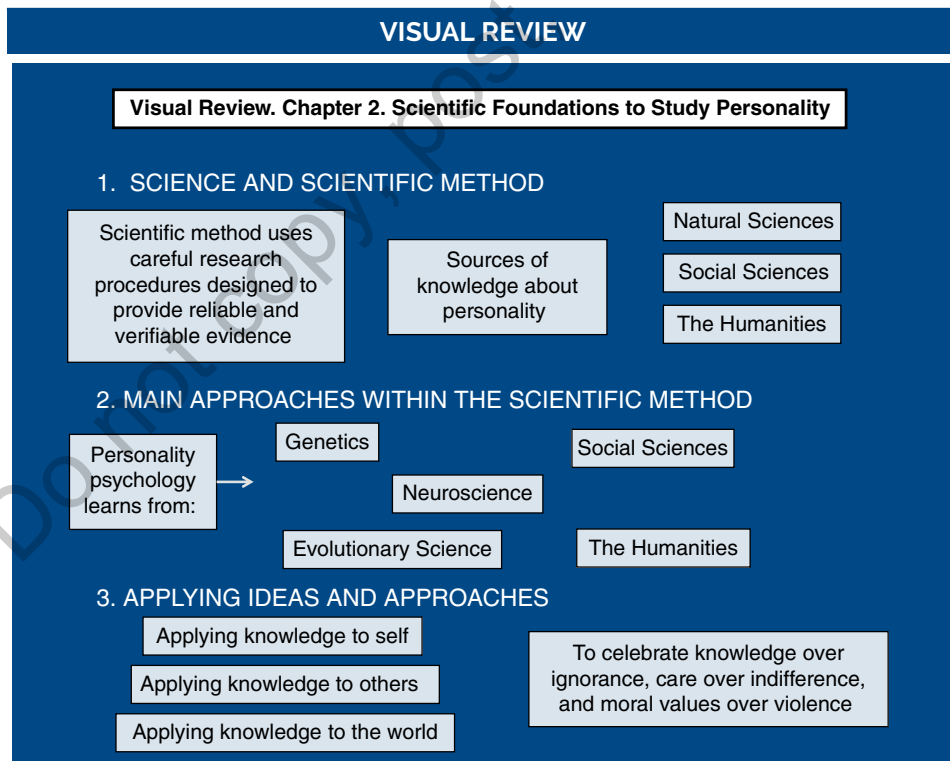 VISUAL REVIEW
Visual Review. Chapter 2. Scientific Foundations to Study Personality
1. SCIENCE AND SCIENTIFIC METHOD
Scientific method uses
careful research
procedures designed to
provide reliable and
verifiable evidence
Sources of
knowledge about
personality
Natural Sciences
Social Sciences
The Humanities
2. MAIN APPROACHES WITHIN THE SCIENTIFIC METHOD
Personality
psychology
learns from:
Genetics
Social Sciences
Neuroscience
Evolutionary Science
The Humanities
3. APPLYING IDEAS AND APPROACHES
Applying knowledge to self
Applying knowledge to others
Applying knowledge to the world
To celebrate knowledge over
ignorance, care over indifference,
and moral values over violence
Do not copy, post